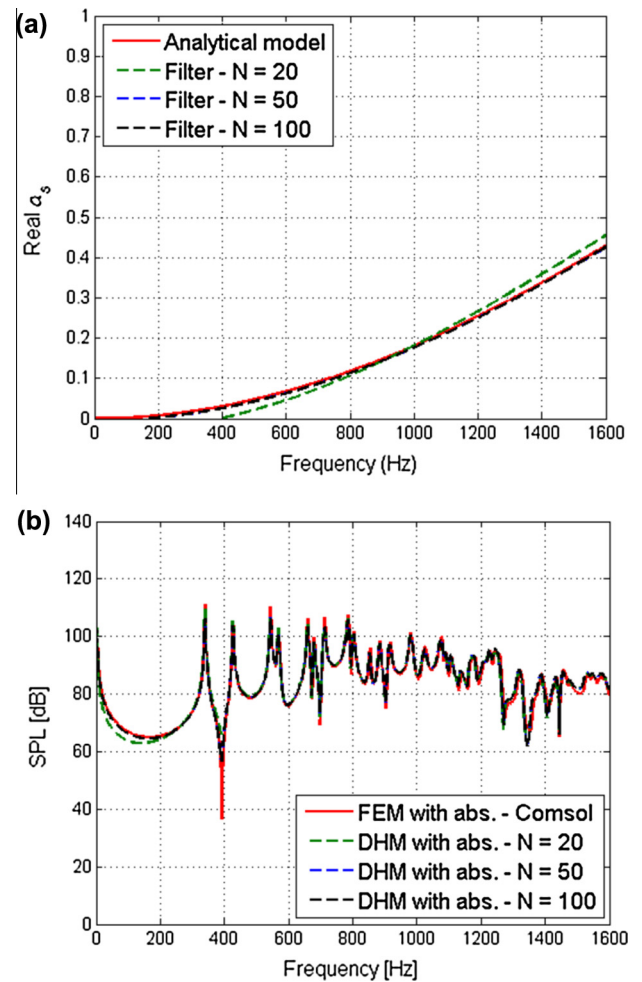 (a)
Analytical model
Filter - N = 20
Filter - N = 50
Filter - N = 100
1
0.9
0.8
0.7
0.6
0.5
0.4
0.3
0.2
0.1
0
Real αs
0 200 400 600 800 1000 1200 1400 1600
Frequency (Hz)
(b)
140
120
100
80
60
40
20
0
SPL [dB]
FEM with abs. - Comsol
DHM with abs. - N = 20
DHM with abs. - N = 50
DHM with abs. - N = 100
0 200 400 600 800 1000 1200 1400 1600
Frequency [Hz]